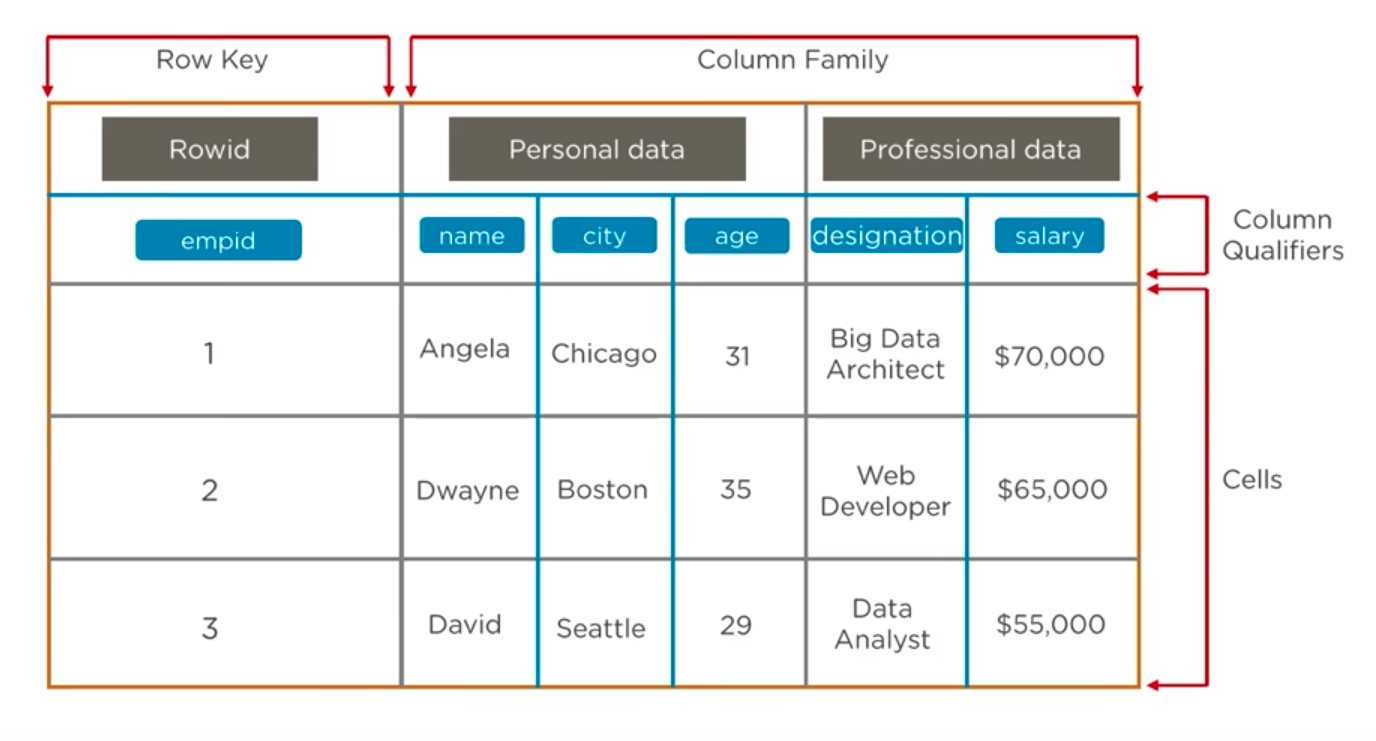 Row Key
Column Family
Rowid
Personal data
Professional data
empid
name
city
age
designation
salary
Column
Qualifiers
1
Angela
Chicago
31
Big Data
Architect
$70,000
2
Dwayne
Boston
35
Web
Developer
$65,000
Cells
3
David
Seattle
29
Data
Analyst
$55,000